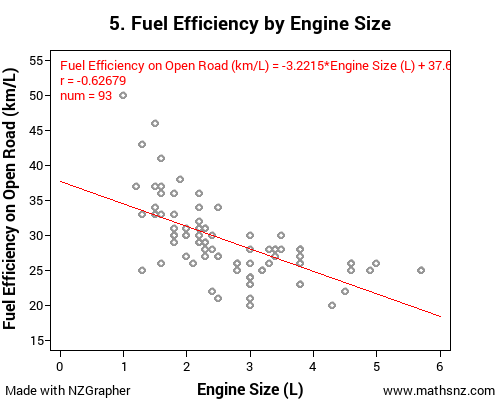 5. Fuel Efficiency by Engine Size
Fuel Efficiency on Open Road (km/L)
Fuel Efficiency on Open Road (km/L) = -3.2215*Engine Size (L) + 37.6
r = -0.62679
num = 93
55
50
45
40
35
30
25
20
15
0 1 2 3 4 5 6
Engine Size (L)
Made with NZGrapher
www.mathsnz.com